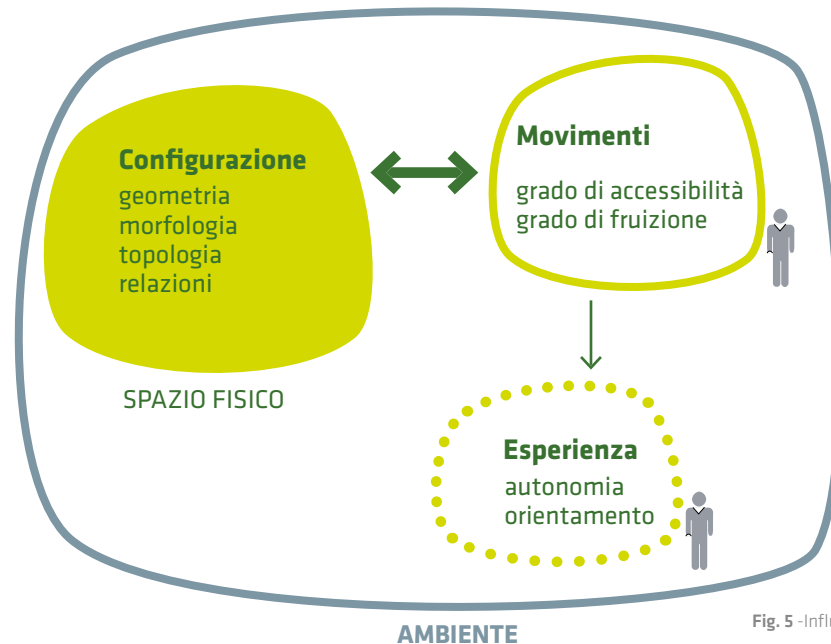 Configurazione
geometria
morfologia
topologia
relazioni
SPAZIO FISICO
Movimenti
grado di accessibilità
grado di fruizione
Esperienza
autonomia
orientamento
AMBIENTE
Fig. 5 -Influ